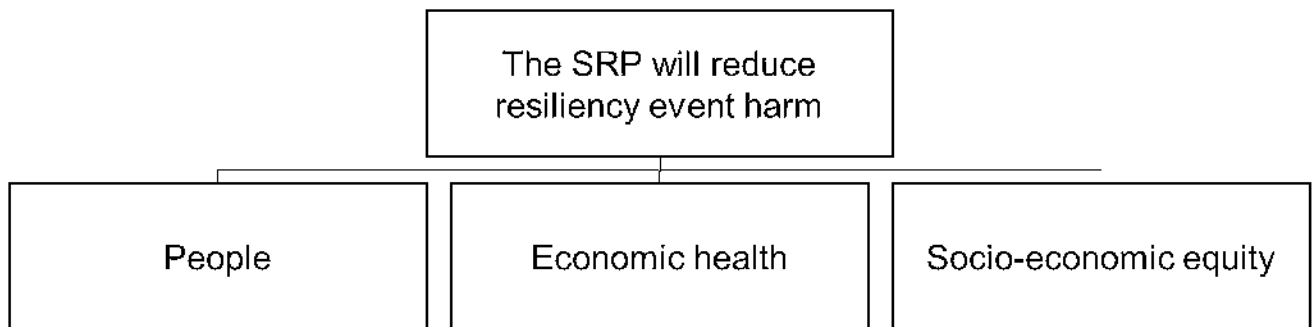 The SRP will reduce
resiliency event harm
People
Economic health
Socio-economic equity